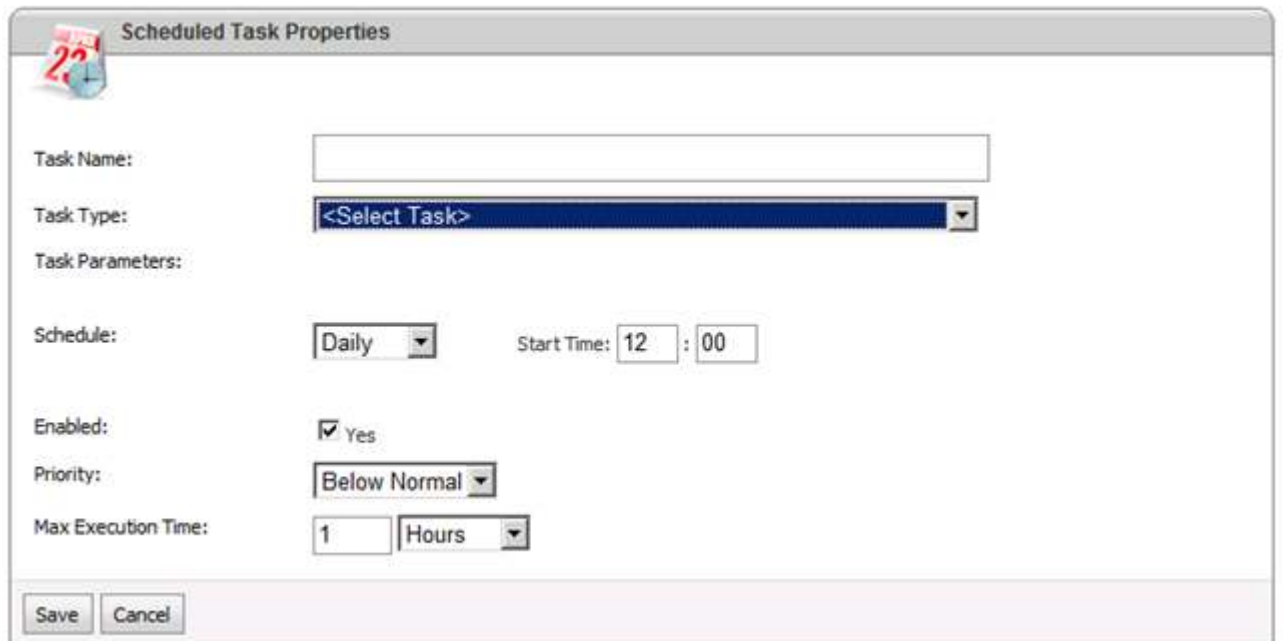 Scheduled Task Properties
23
Task Name:
Task Type: <Select Task>
Task Parameters:
Schedule: Daily Start Time: 12 : 00
Enabled: Yes
Priority: Below Normal
Max Execution Time: 1 Hours
Save Cancel